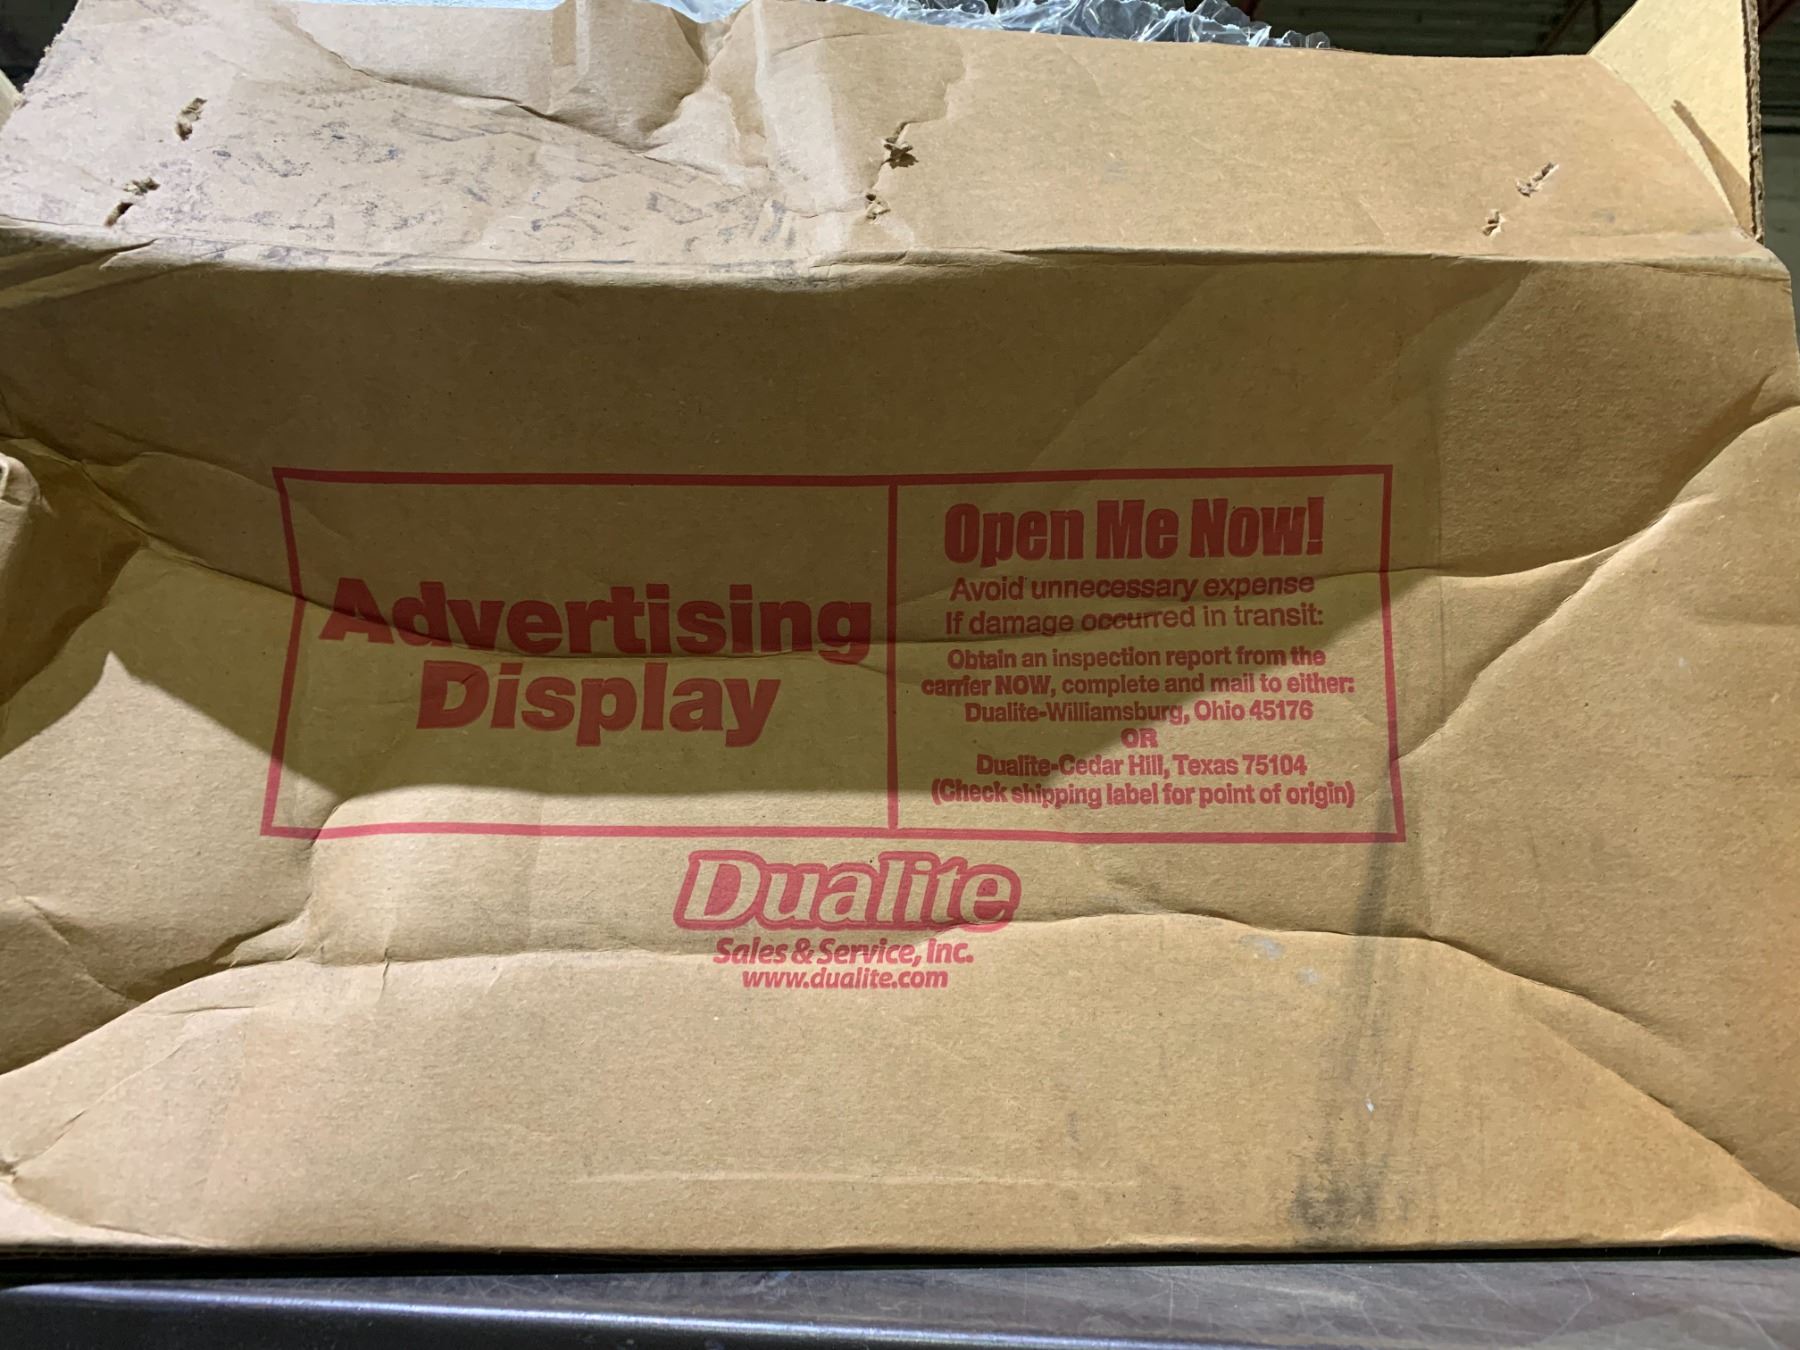 Advertising
Display
Open Me Now!
Avoid unnecessary expense
If damage occurred in transit:
Obtain an inspection report from the
carrier NOW, complete and mail to either:
Dualite-Williamsburg, Ohio 45176
OR
Dualite-Cedar Hill, Texas 75104
(Check shipping label for point of origin)
Dualite
Sales & Service, Inc.
www.dualite.com